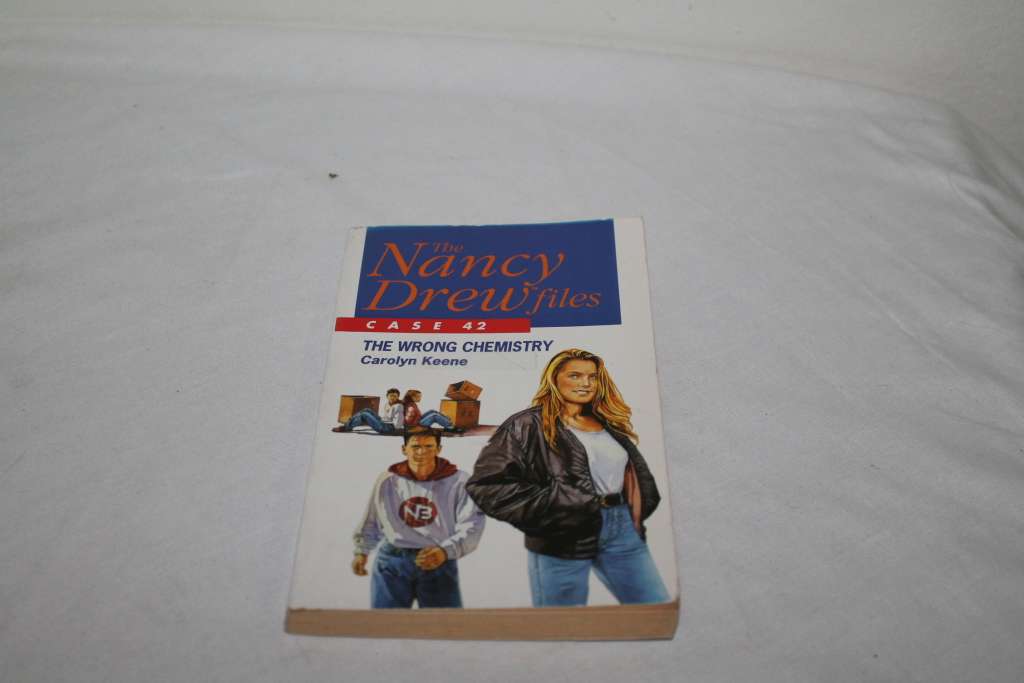 The
Nancy
Drew files
CASE 42
THE WRONG CHEMISTRY
Carolyn Keene
NB